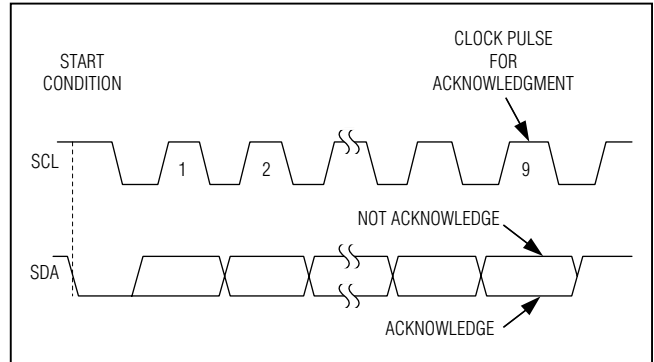 START
CONDITION
CLOCK PULSE
FOR
ACKNOWLEDGMENT
SCL
1
2
9
NOT ACKNOWLEDGE
SDA
ACKNOWLEDGE